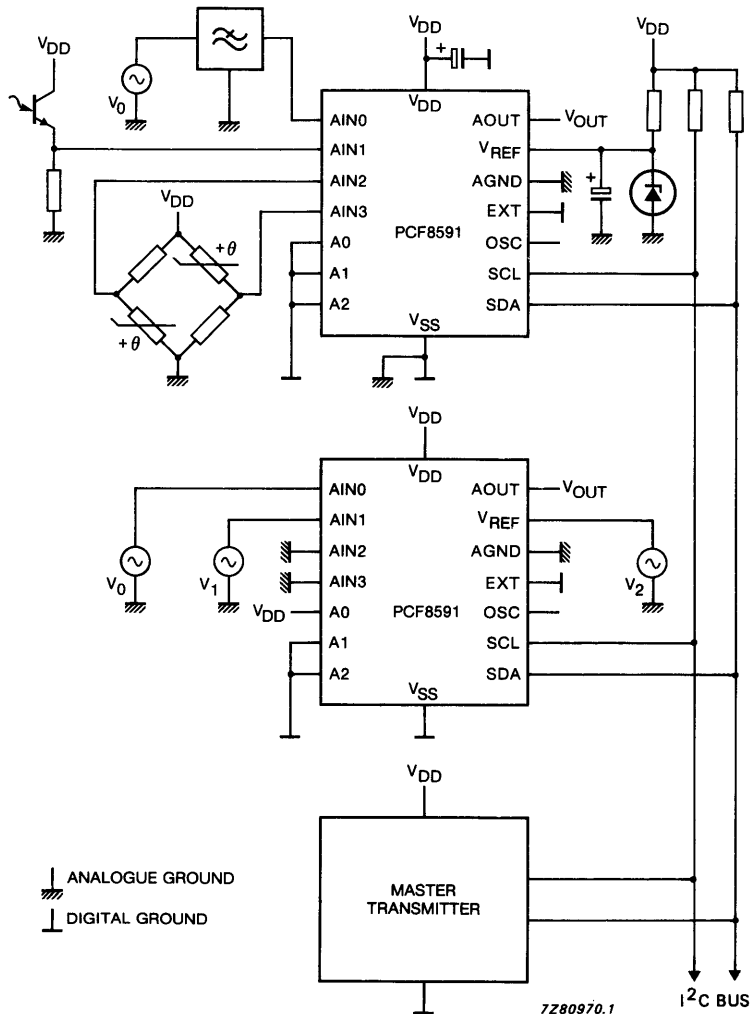 VDD
V0
VDD
AIN0
AIN1
AIN2
AIN3
A0
A1
A2
VDD
PCF8591
VSS
AOUT
VREF
AGND
EXT
OSC
SCL
SDA
VOUT
+
+
VDD
VDD
+θ
+θ
VDD
VDD
AIN0
AIN1
AIN2
AIN3
A0
A1
A2
PCF8591
VSS
AOUT
VREF
AGND
EXT
OSC
SCL
SDA
VOUT
V0
V1
VDD
V2
VDD
MASTER
TRANSMITTER
ANALOGUE GROUND
DIGITAL GROUND
I²C BUS
7Z80970.1